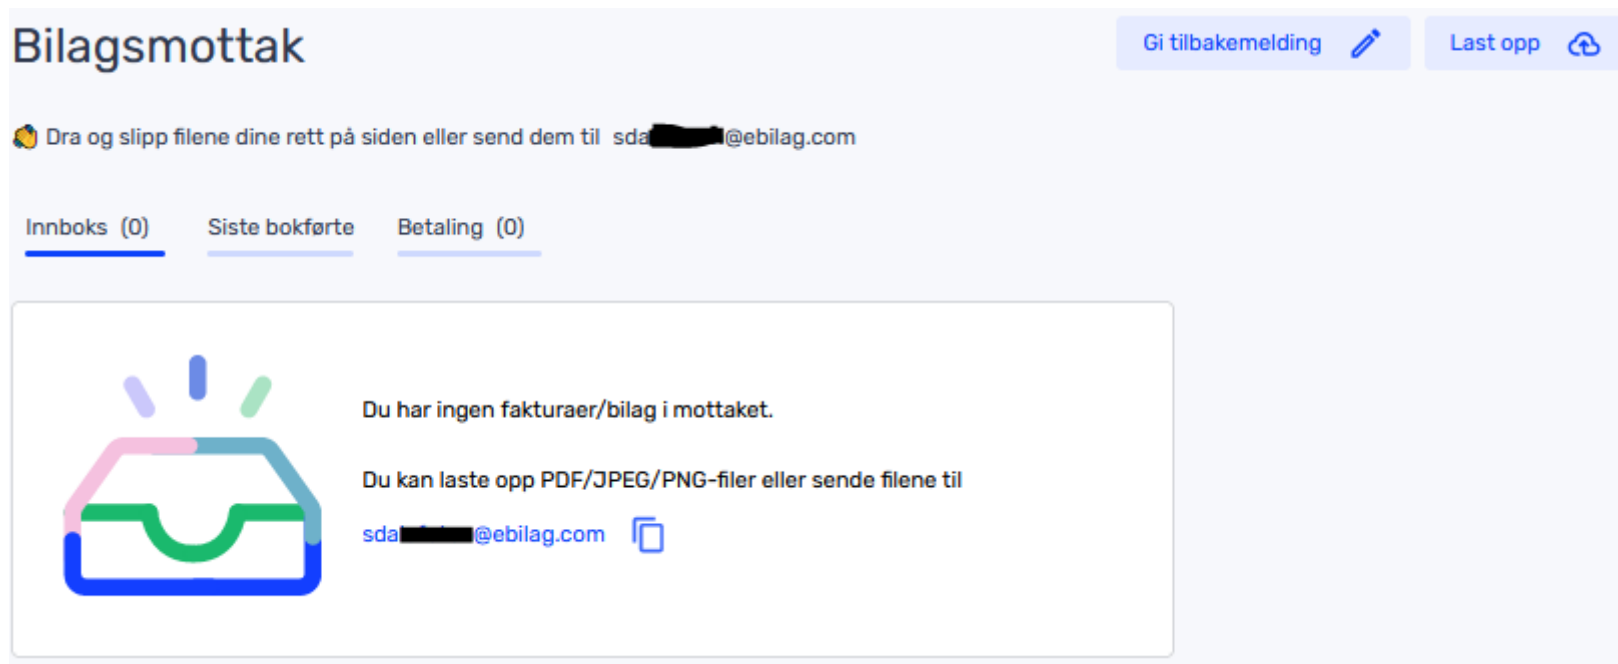 Bilagsmottak
Gi tilbakemelding
Last opp
Dra og slipp filene dine rett på siden eller send dem til sda @ebilag.com
Innboks (0)
Siste bokførte
Betaling (0)
Du har ingen fakturaer/bilag i mottaket.
Du kan laste opp PDF/JPEG/PNG-filer eller sende filene til
sda @ebilag.com